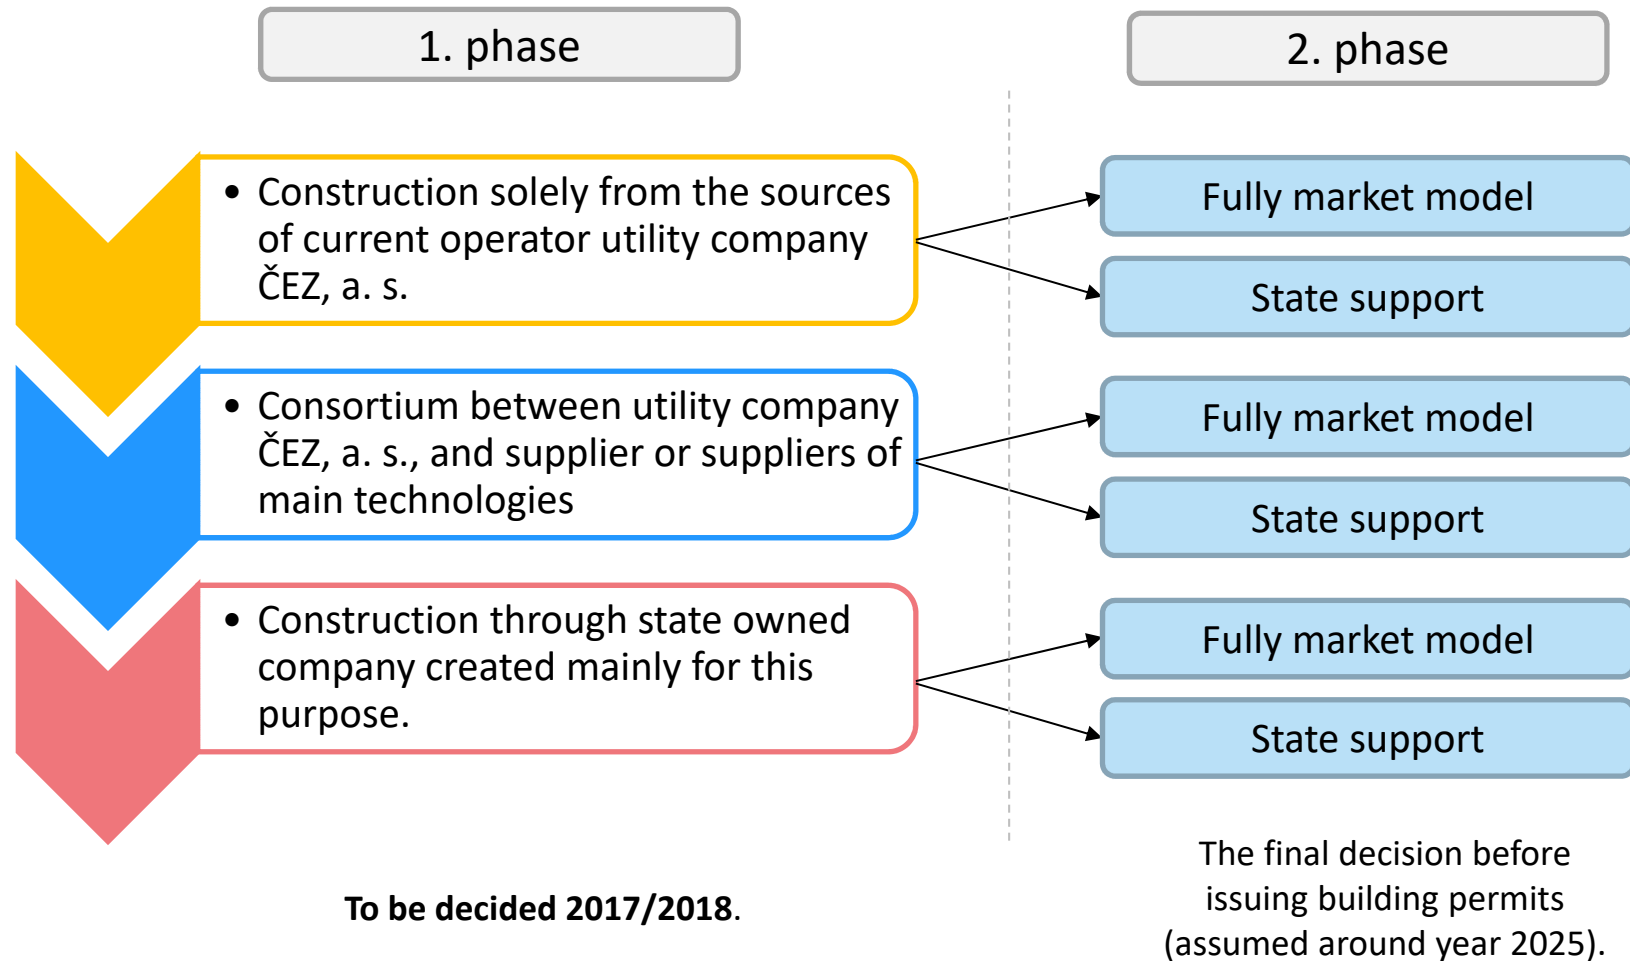 1. phase
2. phase
• Construction solely from the sources
of current operator utility company
ČEZ, a. s.
Fully market model
State support
• Consortium between utility company
ČEZ, a. s., and supplier or suppliers of
main technologies
Fully market model
State support
• Construction through state owned
company created mainly for this
purpose.
Fully market model
State support
To be decided 2017/2018.
The final decision before
issuing building permits
(assumed around year 2025).